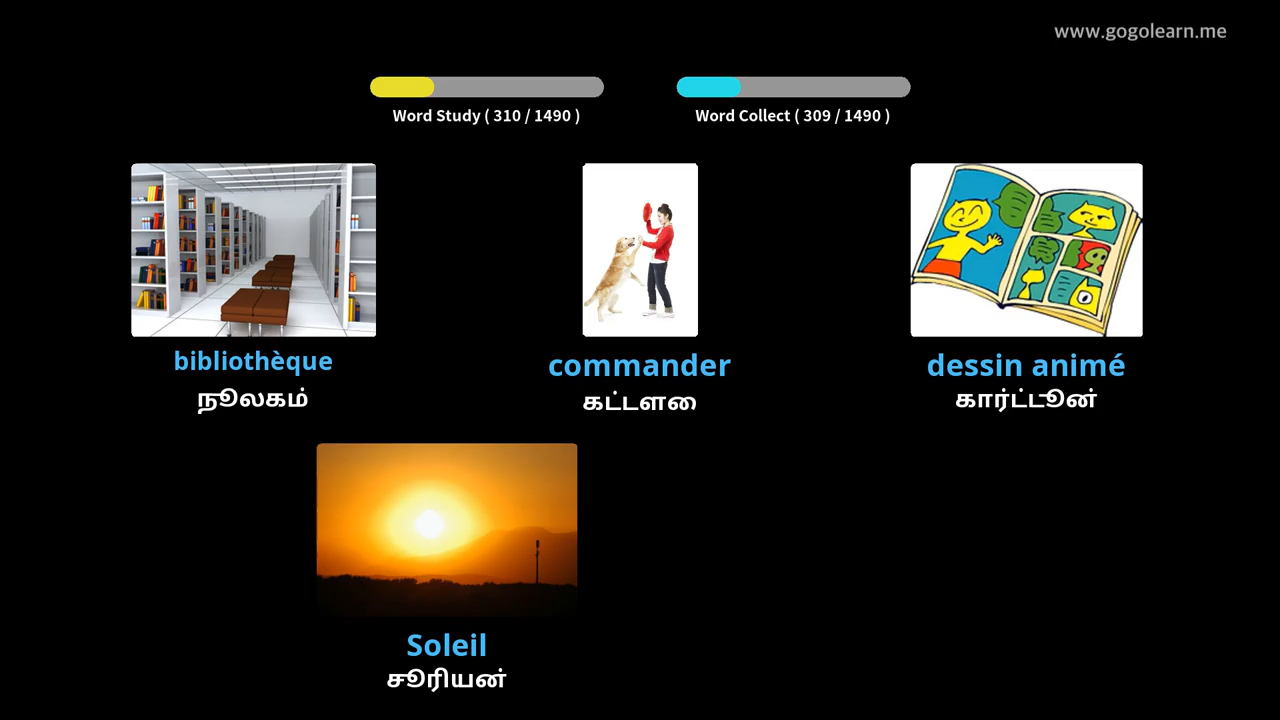 www.gogolearn.me
Word Study ( 310 / 1490 )
Word Collect ( 309 / 1490 )
bibliothèque
நூலகம்
commander
கட்டளை
dessin animé
கார்ட்டூன்
Soleil
சூரியன்